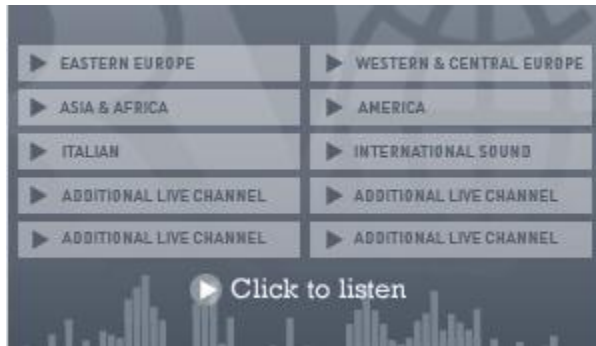 EASTERN EUROPE
WESTERN & CENTRAL EUROPE
ASIA & AFRICA
AMERICA
ITALIAN
INTERNATIONAL SOUND
ADDITIONAL LIVE CHANNEL
ADDITIONAL LIVE CHANNEL
ADDITIONAL LIVE CHANNEL
ADDITIONAL LIVE CHANNEL
Click to listen